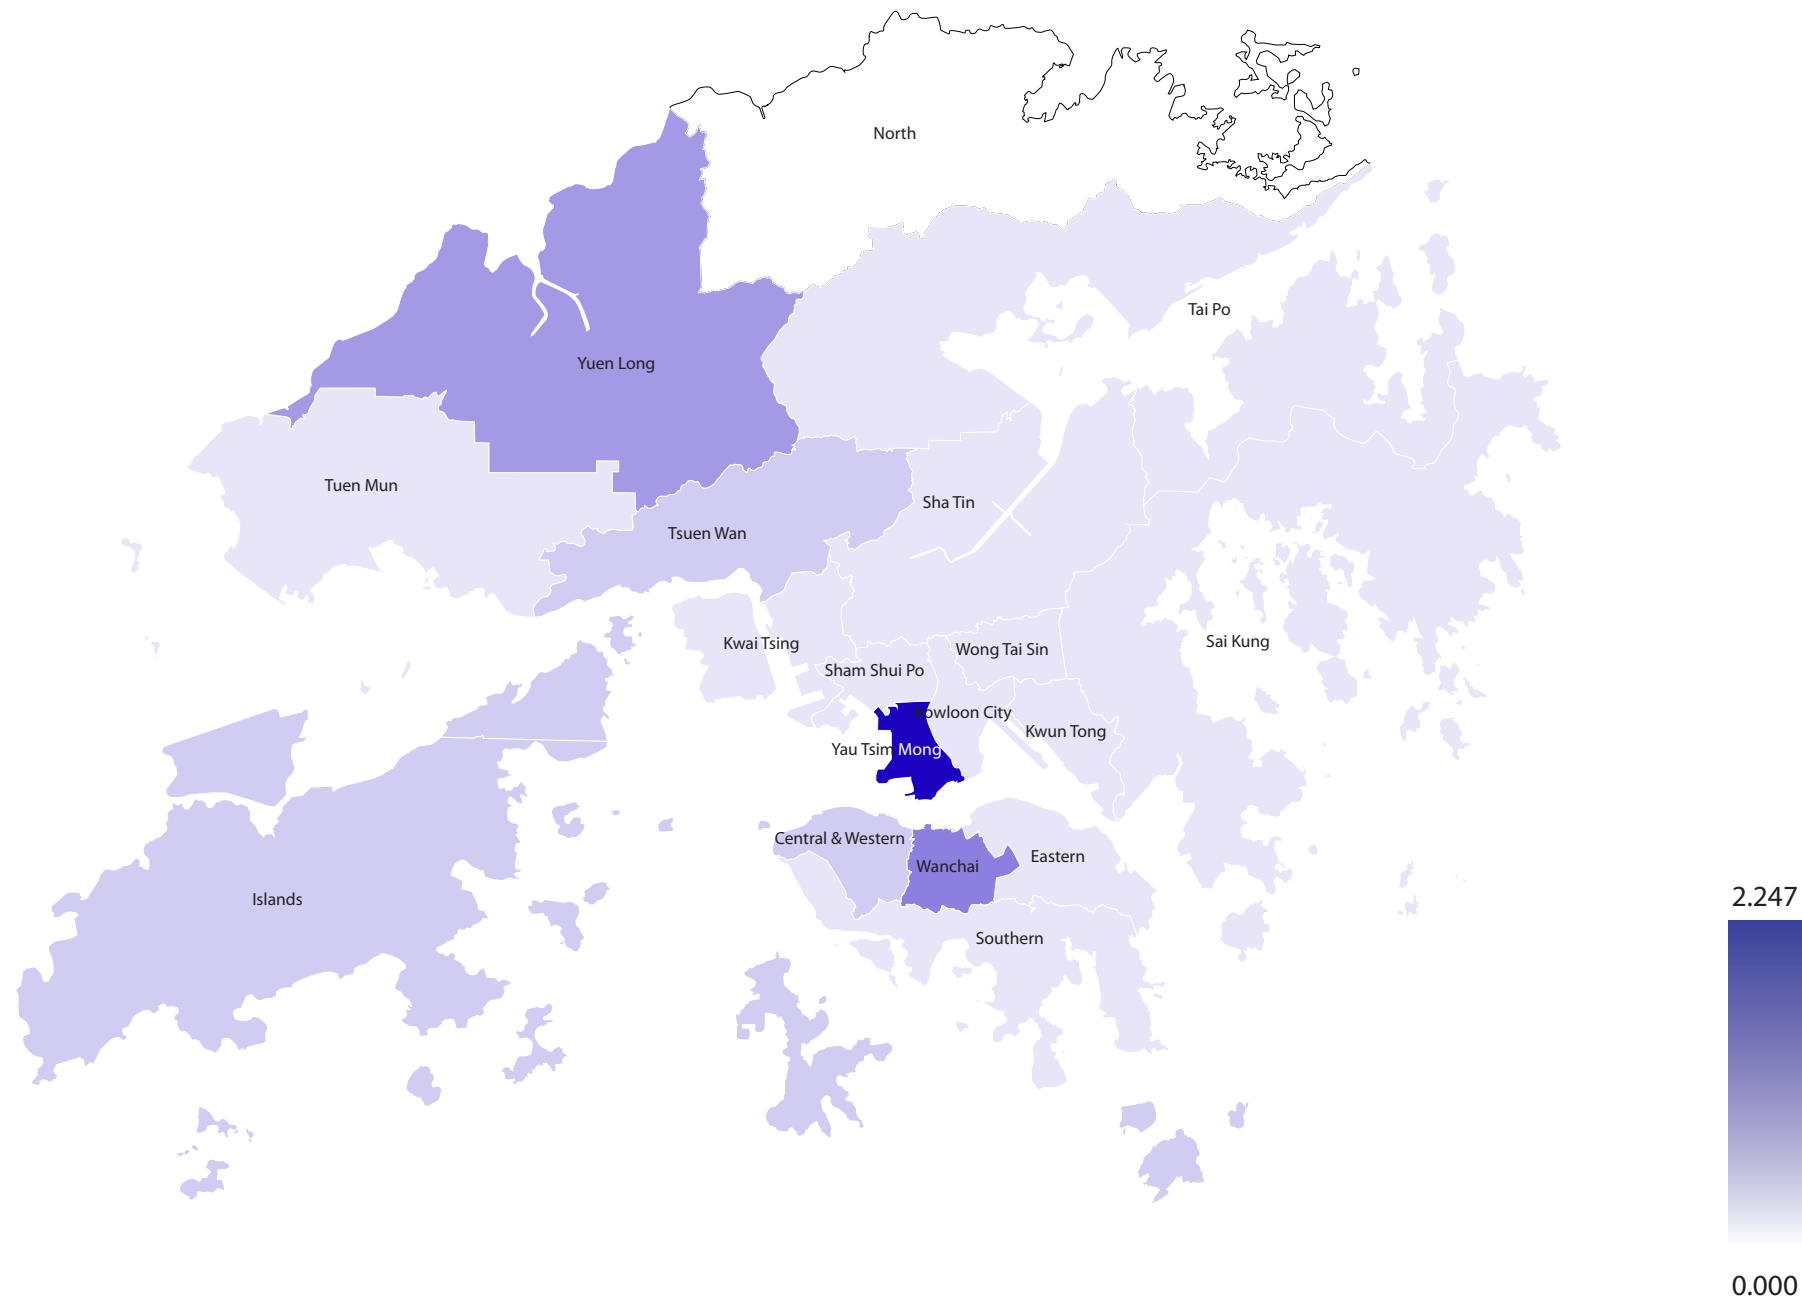 North
Tai Po
Yuen Long
Tuen Mun
Sha Tin
Tsuen Wan
Kwai Tsing
Wong Tai Sin
Sai Kung
Sham Shui Po
Kowloon City
Kwun Tong
Yau Tsim Mong
Central & Western
Eastern
Wanchai
Islands
Southern
2.247
0.000